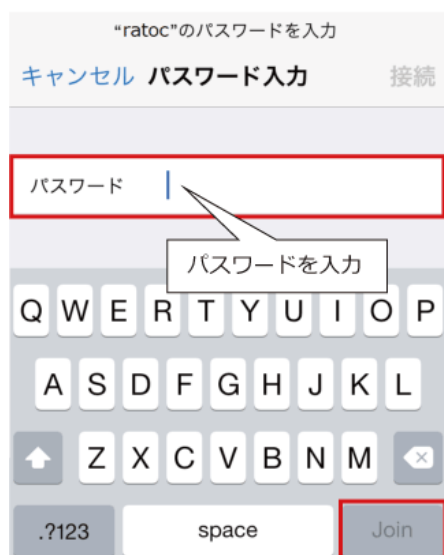 “ratoc”のパスワードを入力
キャンセル パスワード入力 接続
パスワード
パスワードを入力
Q W E R T Y U I O P
A S D F G H J K L
Z X C V B N M
.?123 space Join